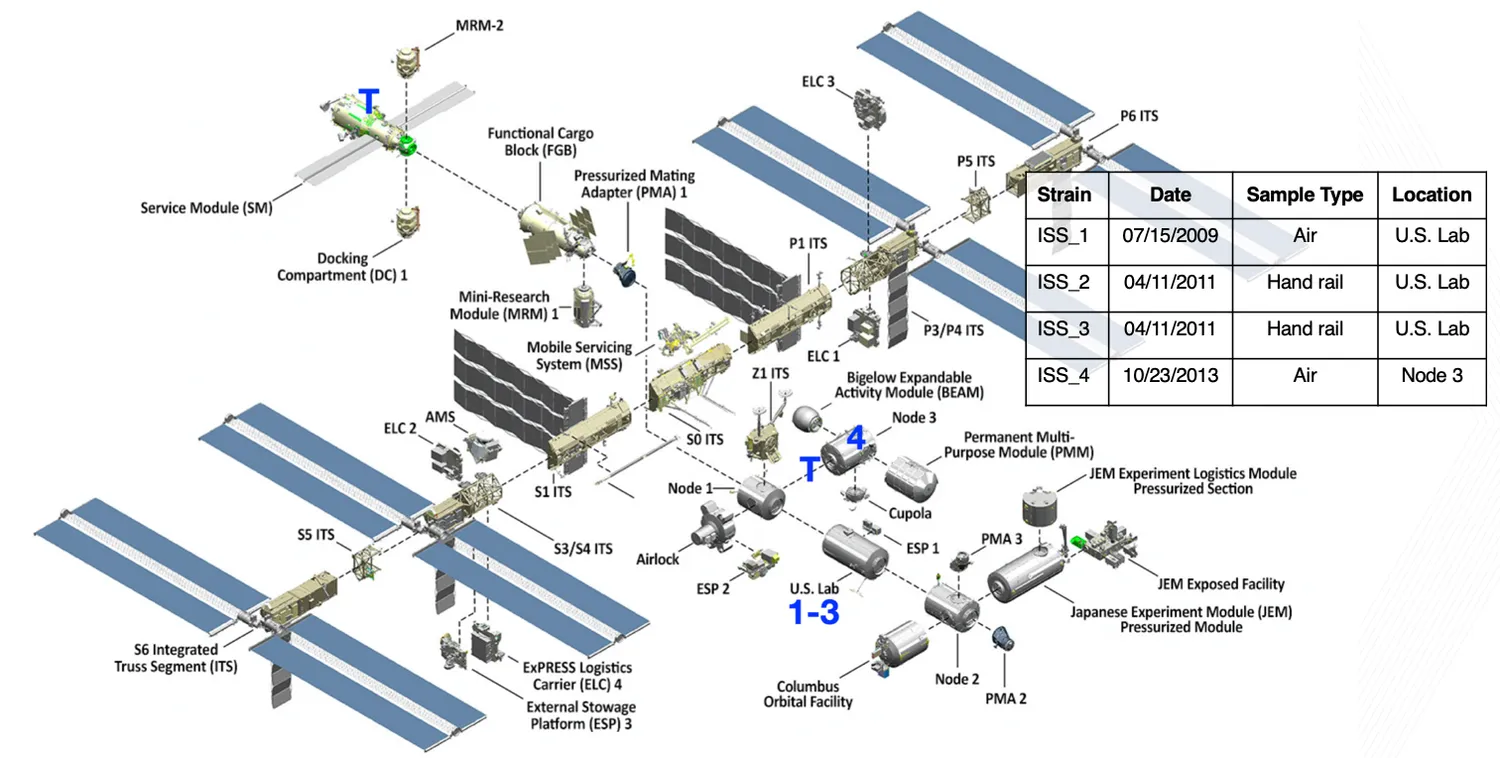 MRM-2
T
Service Module (SM)
Docking
Compartment (DC) 1
Functional Cargo
Block (FGB)
Pressurized Mating
Adapter (PMA) 1
Mini-Research
Module (MRM) 1
Mobile Servicing
System (MSS)
ELC 3
P6 ITS
P5 ITS
P1 ITS
P3/P4 ITS
ELC 1
Z1 ITS
S0 ITS
Bigelow Expandable
Activity Module (BEAM)
Node 3
4
T
Permanent Multi-
Purpose Module (PMM)
Cupola
Node 1
Airlock
ESP 2
ESP 1
U.S. Lab
1-3
PMA 3
JEM Experiment Logistics Module
Pressurized Section
JEM Exposed Facility
Japanese Experiment Module (JEM)
Pressurized Module
Node 2
PMA 2
Columbus
Orbital Facility
ELC 2
AMS
S1 ITS
S3/S4 ITS
S5 ITS
S6 Integrated
Truss Segment (ITS)
ExPRESS Logistics
Carrier (ELC) 4
External Stowage
Platform (ESP) 3
Strain Date Sample Type Location
ISS_1 07/15/2009 Air U.S. Lab
ISS_2 04/11/2011 Hand rail U.S. Lab
ISS_3 04/11/2011 Hand rail U.S. Lab
ISS_4 10/23/2013 Air Node 3